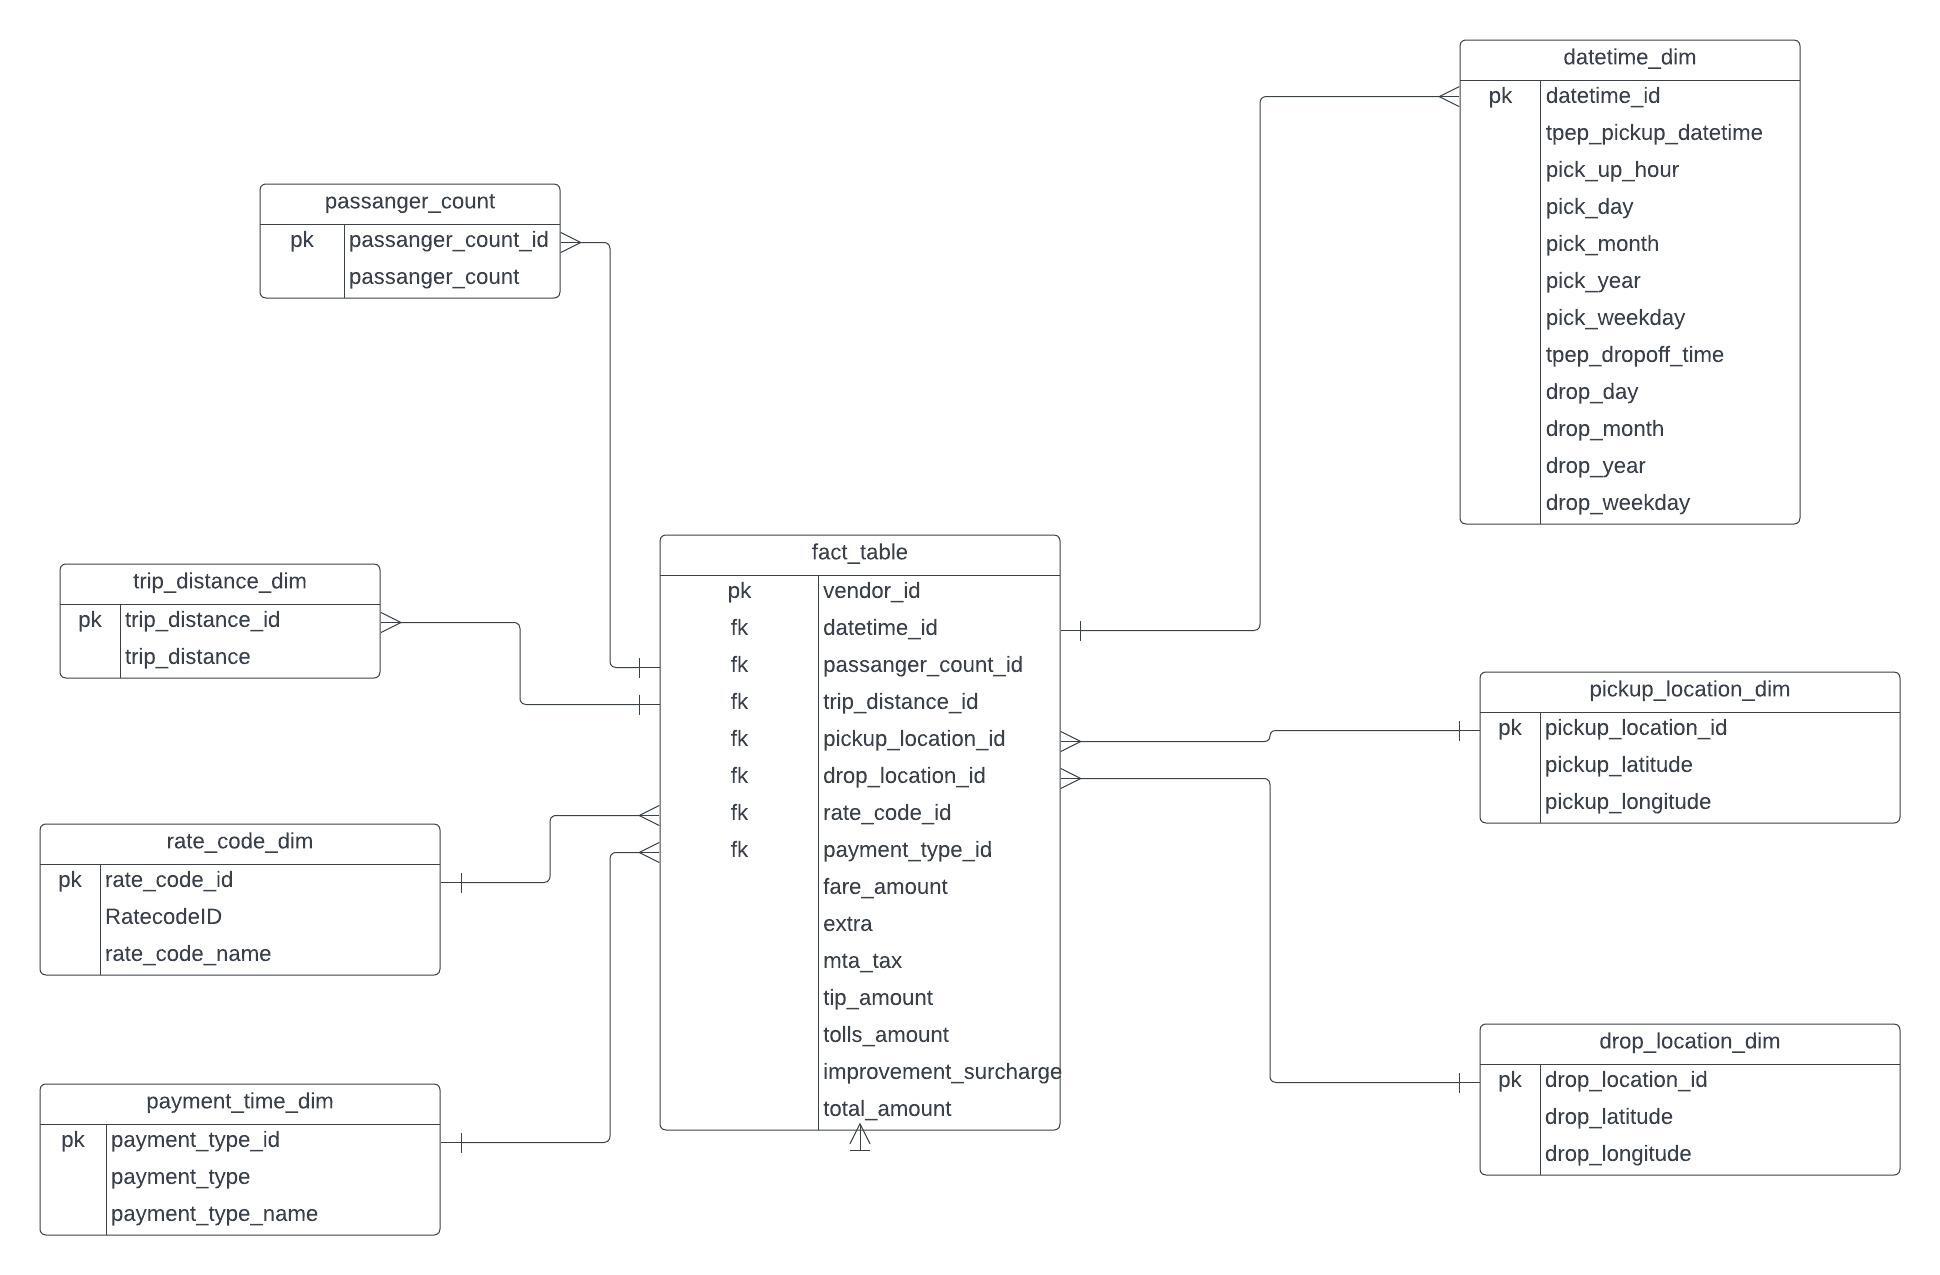 datetime_dim
pk datetime_id
tpep_pickup_datetime
pick_up_hour
pick_day
pick_month
pick_year
pick_weekday
tpep_dropoff_time
drop_day
drop_month
drop_year
drop_weekday
passanger_count
pk passanger_count_id
passanger_count
trip_distance_dim
pk trip_distance_id
trip_distance
fact_table
pk vendor_id
fk datetime_id
fk passanger_count_id
fk trip_distance_id
fk pickup_location_id
fk drop_location_id
fk rate_code_id
fk payment_type_id
fare_amount
extra
mta_tax
tip_amount
tolls_amount
improvement_surcharge
total_amount
pickup_location_dim
pk pickup_location_id
pickup_latitude
pickup_longitude
rate_code_dim
pk rate_code_id
RatecodeID
rate_code_name
drop_location_dim
pk drop_location_id
drop_latitude
drop_longitude
payment_time_dim
pk payment_type_id
payment_type
payment_type_name